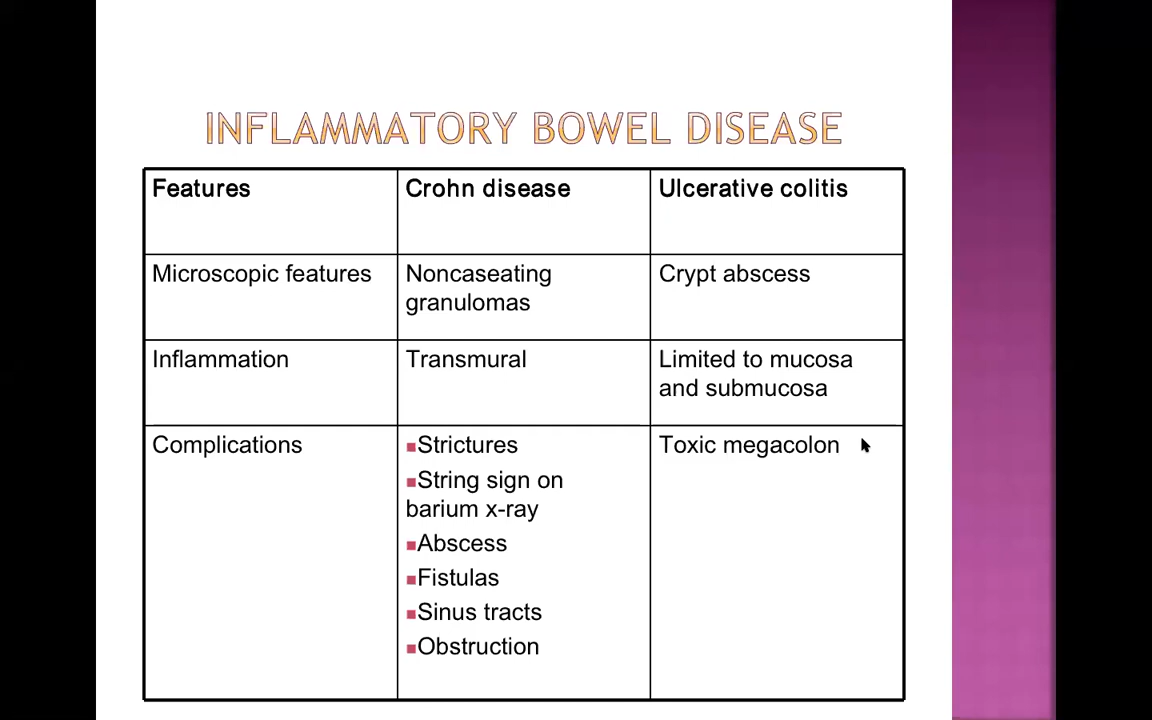 INFLAMMATORY BOWEL DISEASE
Features
Crohn disease
Ulcerative colitis
Microscopic features
Noncaseating
granulomas
Crypt abscess
Inflammation
Transmural
Limited to mucosa
and submucosa
Complications
▪Strictures
▪String sign on
barium x-ray
▪Abscess
▪Fistulas
▪Sinus tracts
▪Obstruction
Toxic megacolon